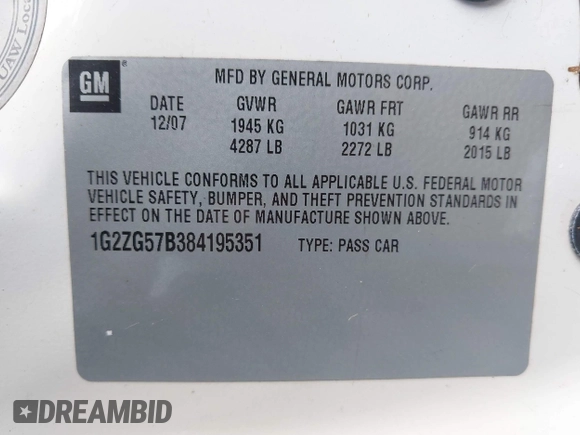 UAW Loca
GM
MFD BY GENERAL MOTORS CORP.
DATE GVWR GAWR FRT GAWR RR
12/07 1945 KG 1031 KG 914 KG
4287 LB 2272 LB 2015 LB
THIS VEHICLE CONFORMS TO ALL APPLICABLE U.S. FEDERAL MOTOR
VEHICLE SAFETY, BUMPER, AND THEFT PREVENTION STANDARDS IN
EFFECT ON THE DATE OF MANUFACTURE SHOWN ABOVE.
1G2ZG57B384195351 TYPE: PASS CAR
DREAMBID